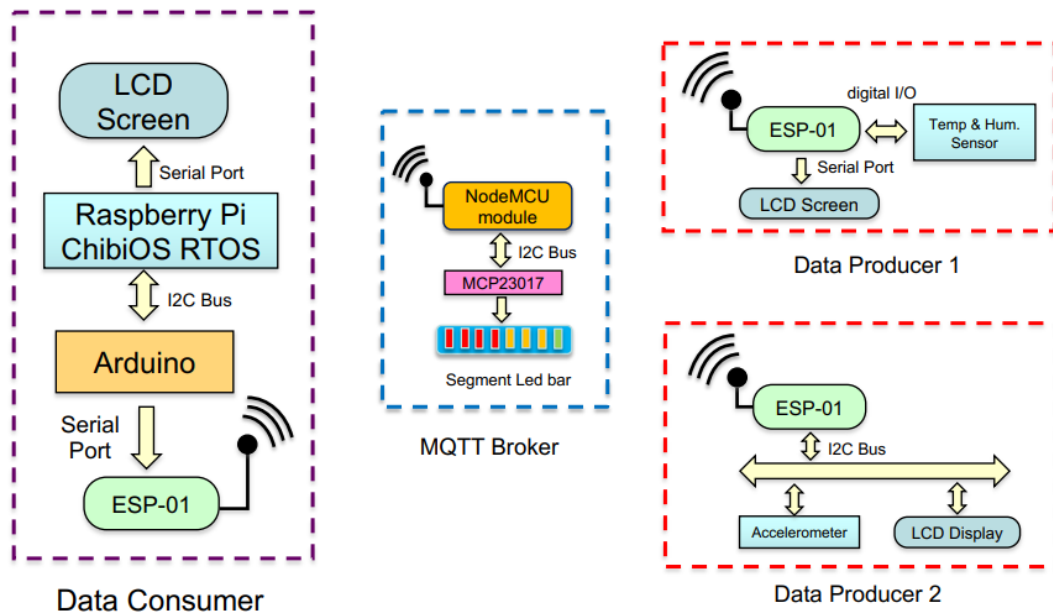 LCD
Screen
Serial Port
Raspberry Pi
ChibiOS RTOS
I2C Bus
Arduino
Serial
Port
ESP-01
Data Consumer
NodeMCU
module
I2C Bus
MCP23017
Segment Led bar
MQTT Broker
digital I/O
ESP-01
Temp & Hum.
Sensor
Serial Port
LCD Screen
Data Producer 1
ESP-01
I2C Bus
Accelerometer
LCD Display
Data Producer 2